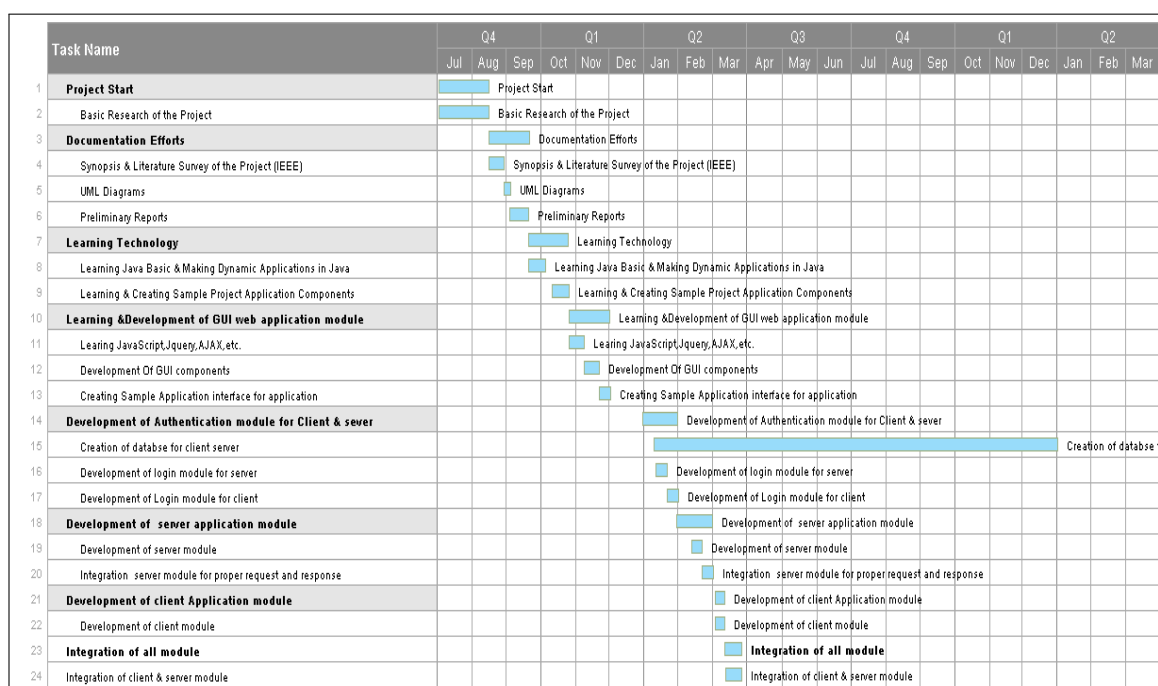 Task Name
Q4 Q1 Q2 Q3 Q4 Q1 Q2
Jul Aug Sep Oct Nov Dec Jan Feb Mar Apr May Jun Jul Aug Sep Oct Nov Dec Jan Feb Mar
1 Project Start Project Start
2 Basic Research of the Project Basic Research of the Project
3 Documentation Efforts Documentation Efforts
4 Synopsis & Literature Survey of the Project (IEEE) Synopsis & Literature Survey of the Project (IEEE)
5 UML Diagrams UML Diagrams
6 Preliminary Reports Preliminary Reports
7 Learning Technology Learning Technology
8 Learning Java Basic & Making Dynamic Applications in Java Learning Java Basic & Making Dynamic Applications in Java
9 Learning & Creating Sample Project Application Components Learning & Creating Sample Project Application Components
10 Learning &Development of GUI web application module Learning &Development of GUI web application module
11 Learing JavaScript,Jquery,AJAX,etc. Learing JavaScript,Jquery,AJAX,etc.
12 Development Of GUI components Development Of GUI components
13 Creating Sample Application interface for application Creating Sample Application interface for application
14 Development of Authentication module for Client & sever Development of Authentication module for Client & sever
15 Creation of databse for client server Creation of databse
16 Development of login module for server Development of login module for server
17 Development of Login module for client Development of Login module for client
18 Development of server application module Development of server application module
19 Development of server module Development of server module
20 Integration server module for proper request and response Integration server module for proper request and response
21 Development of client Application module Development of client Application module
22 Development of client module Development of client module
23 Integration of all module Integration of all module
24 Integration of client & server module Integration of client & server module